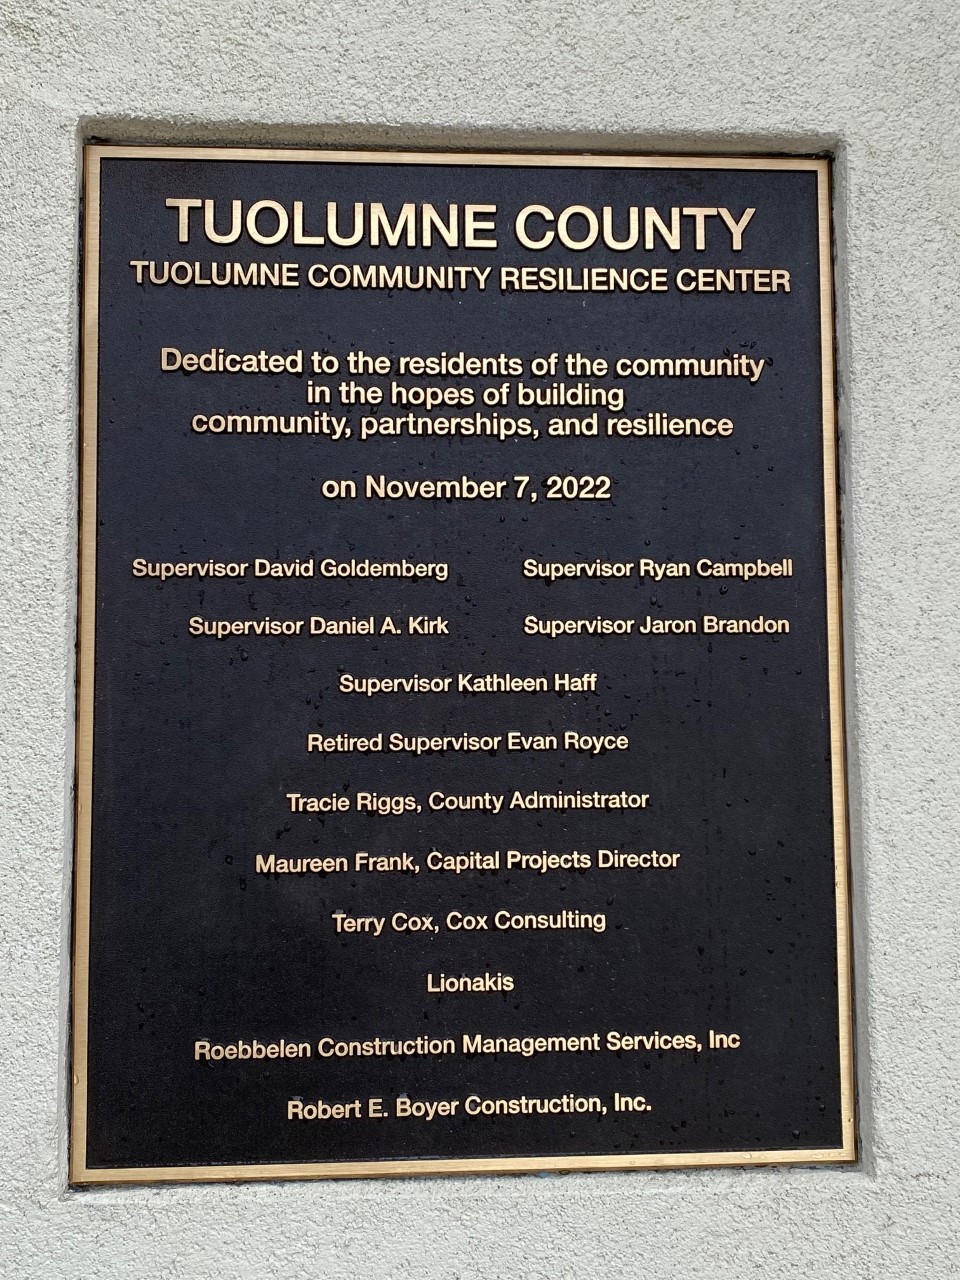 TUOLUMNE COUNTY
TUOLUMNE COMMUNITY RESILIENCE CENTER
Dedicated to the residents of the community
in the hopes of building
community, partnerships, and resilience
on November 7, 2022
Supervisor David Goldemberg Supervisor Ryan Campbell
Supervisor Daniel A. Kirk Supervisor Jaron Brandon
Supervisor Kathleen Haff
Retired Supervisor Evan Royce
Tracie Riggs, County Administrator
Maureen Frank, Capital Projects Director
Terry Cox, Cox Consulting
Lionakis
Roebbelen Construction Management Services, Inc
Robert E. Boyer Construction, Inc.